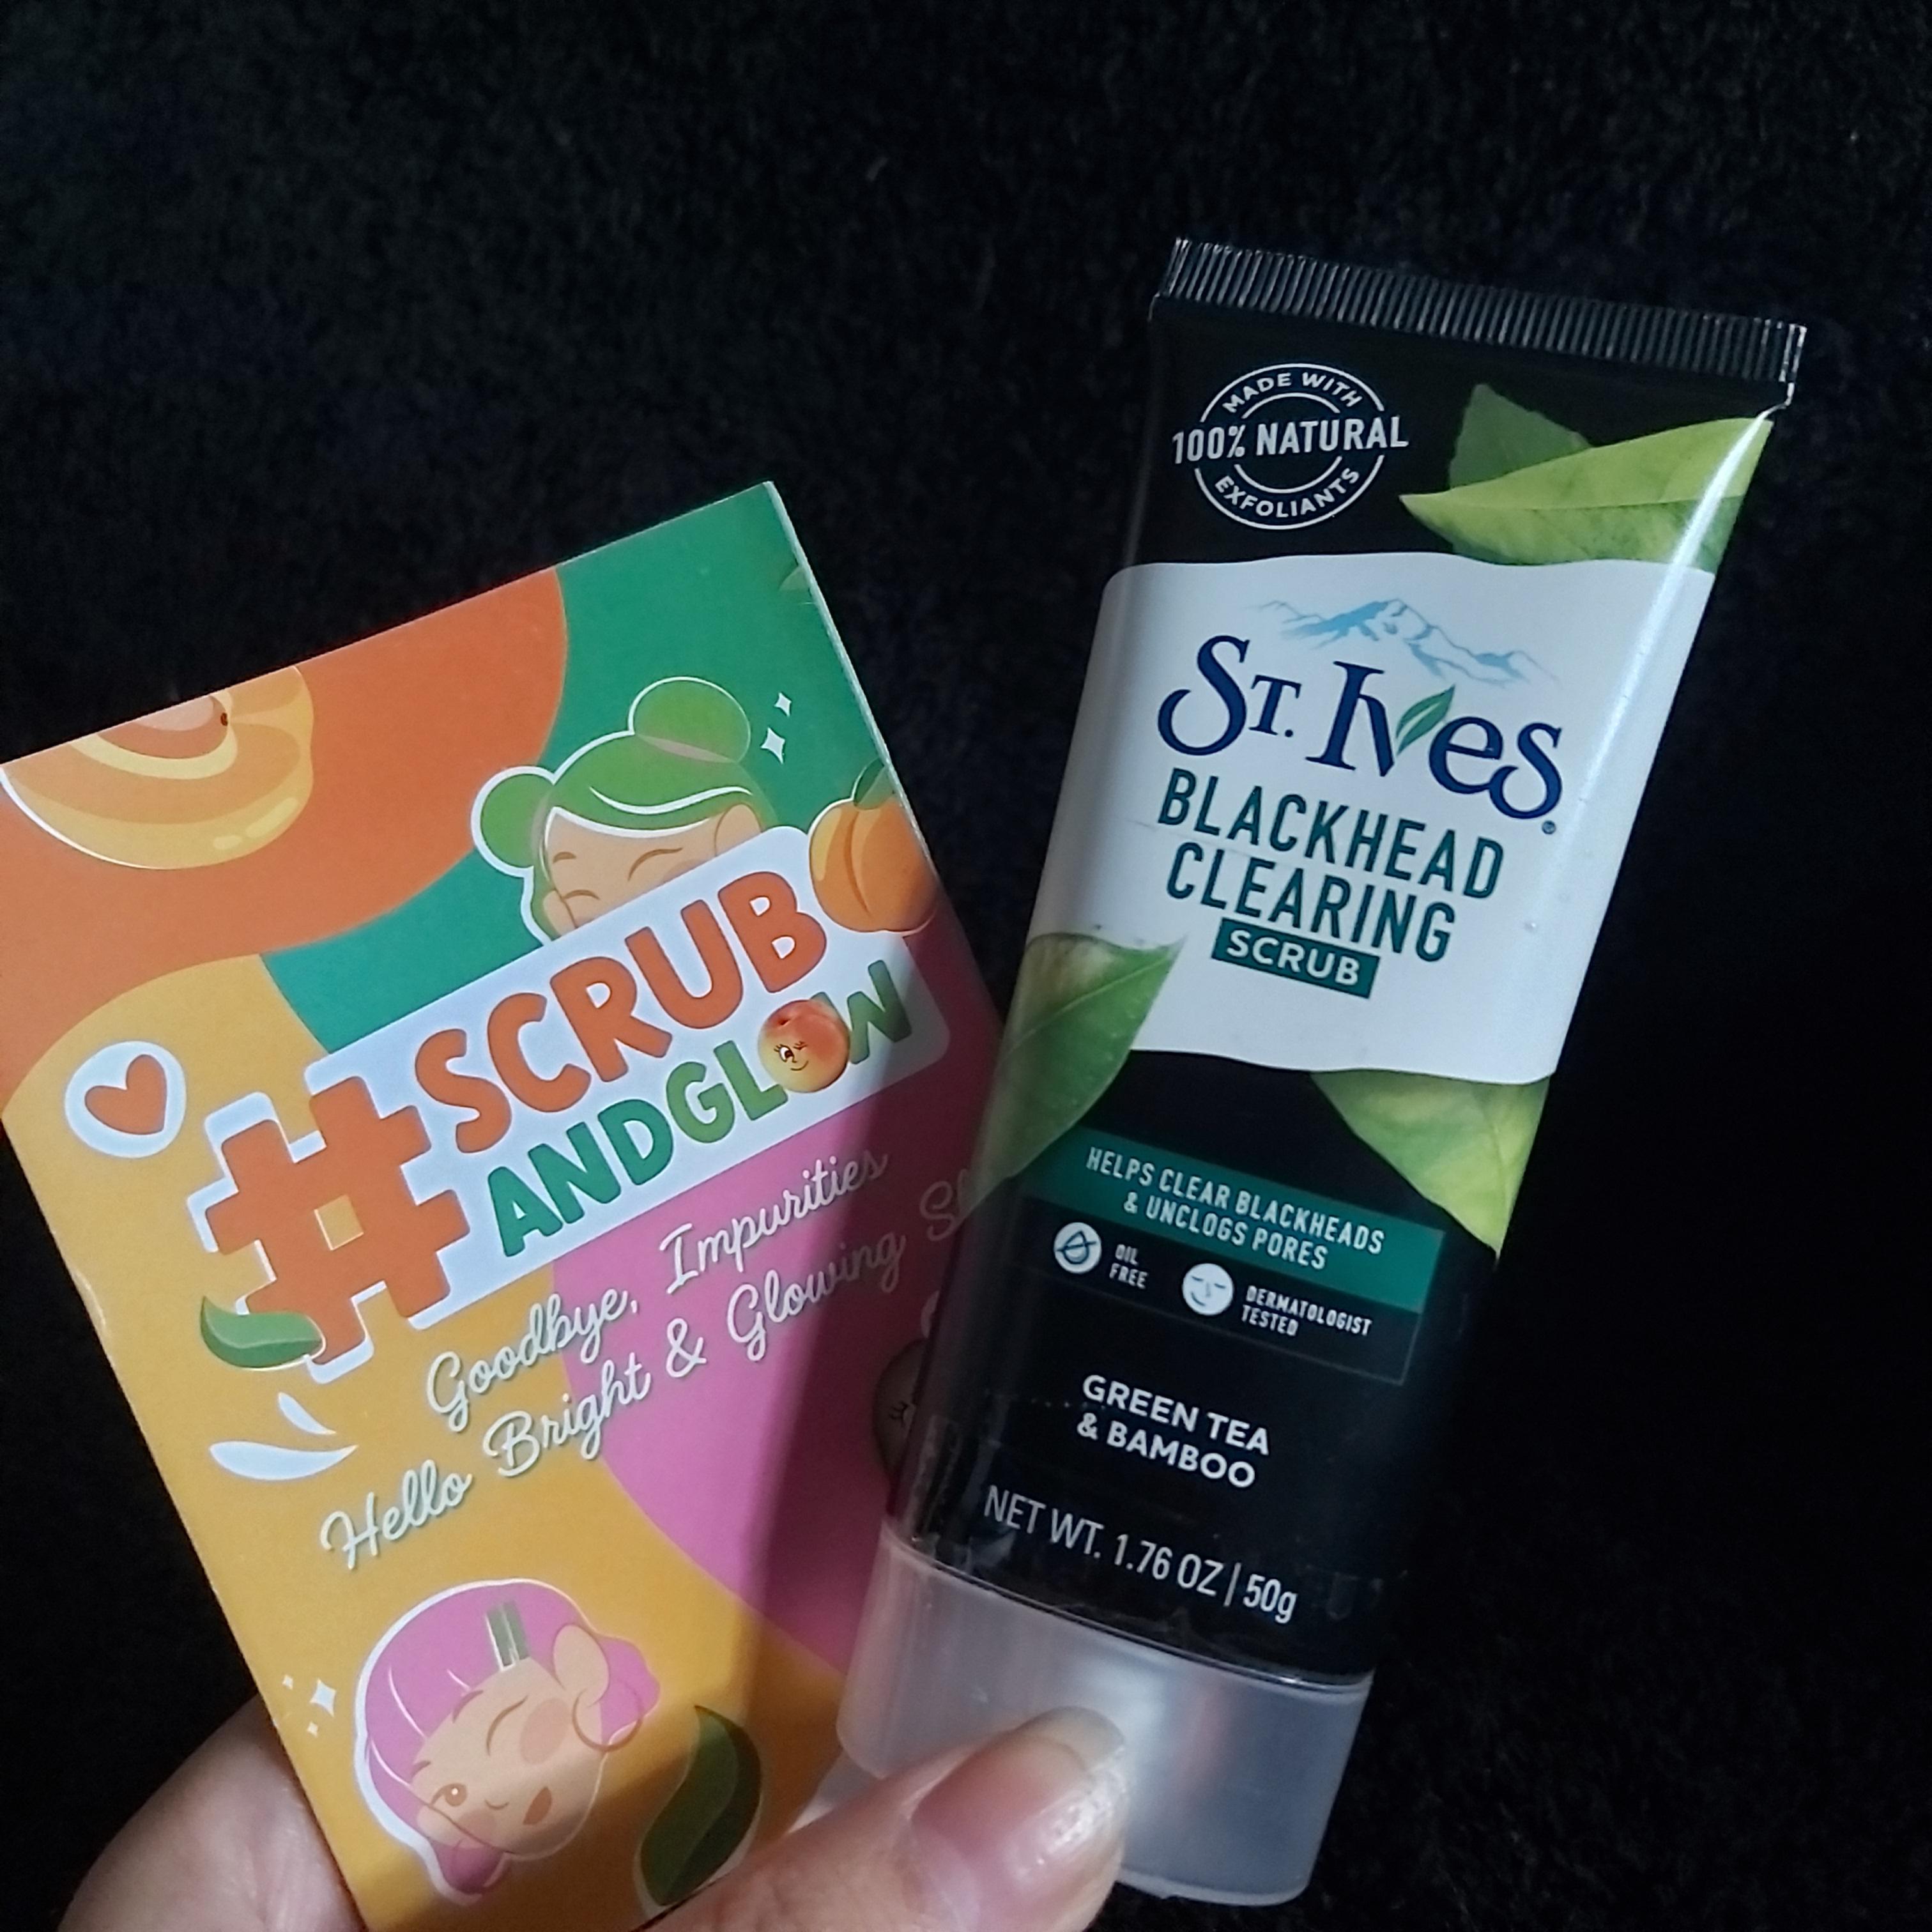 #SCRUB
ANDGLOW
Goodbye, Impurities
Hello Bright & Glowing
MADE WITH
100% NATURAL
EXFOLIANTS
ST. IVES®
BLACKHEAD
CLEARING
SCRUB
HELPS CLEAR BLACKHEADS
& UNCLOGS PORES
OIL
FREE
DERMATOLOGIST
TESTED
GREEN TEA
& BAMBOO
NET WT. 1.76 OZ | 50g